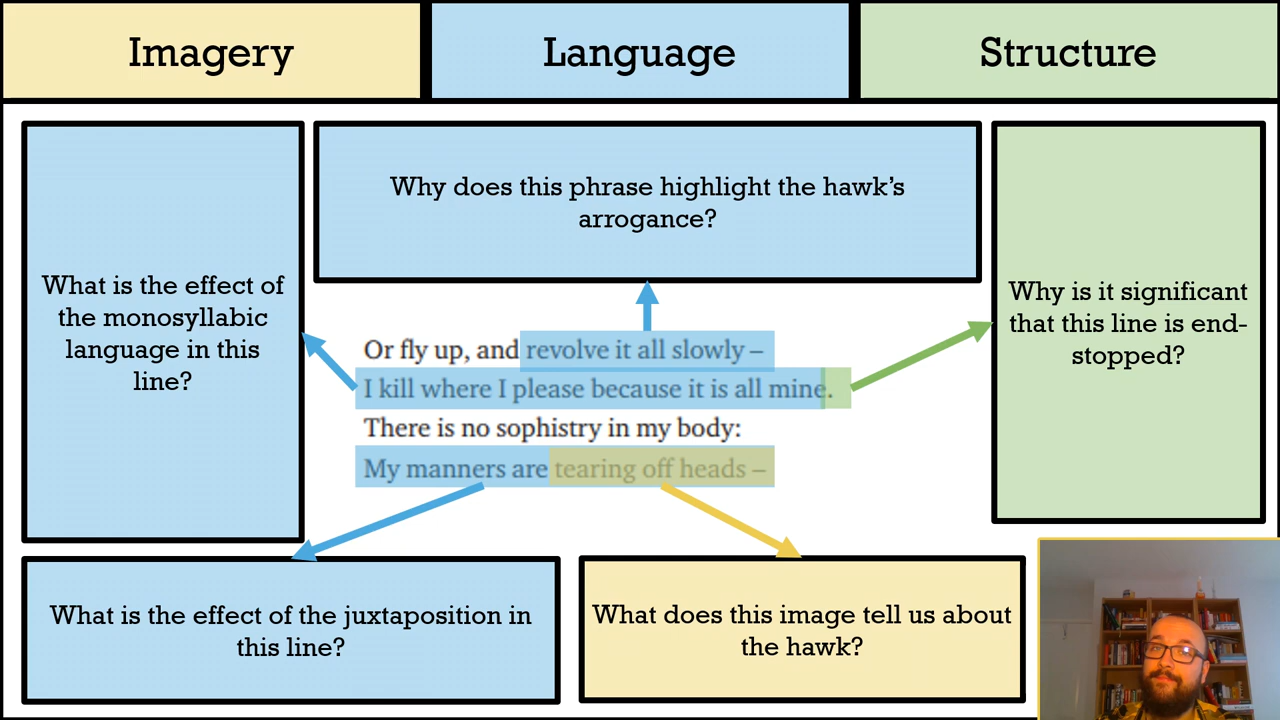 Imagery
Language
Structure
Why does this phrase highlight the hawk's
arrogance?
What is the effect of
the monosyllabic
language in this
line?
Why is it significant
that this line is end-
stopped?
Or fly up, and revolve it all slowly –
I kill where I please because it is all mine.
There is no sophistry in my body:
My manners are tearing off heads –
What is the effect of the juxtaposition in
this line?
What does this image tell us about
the hawk?